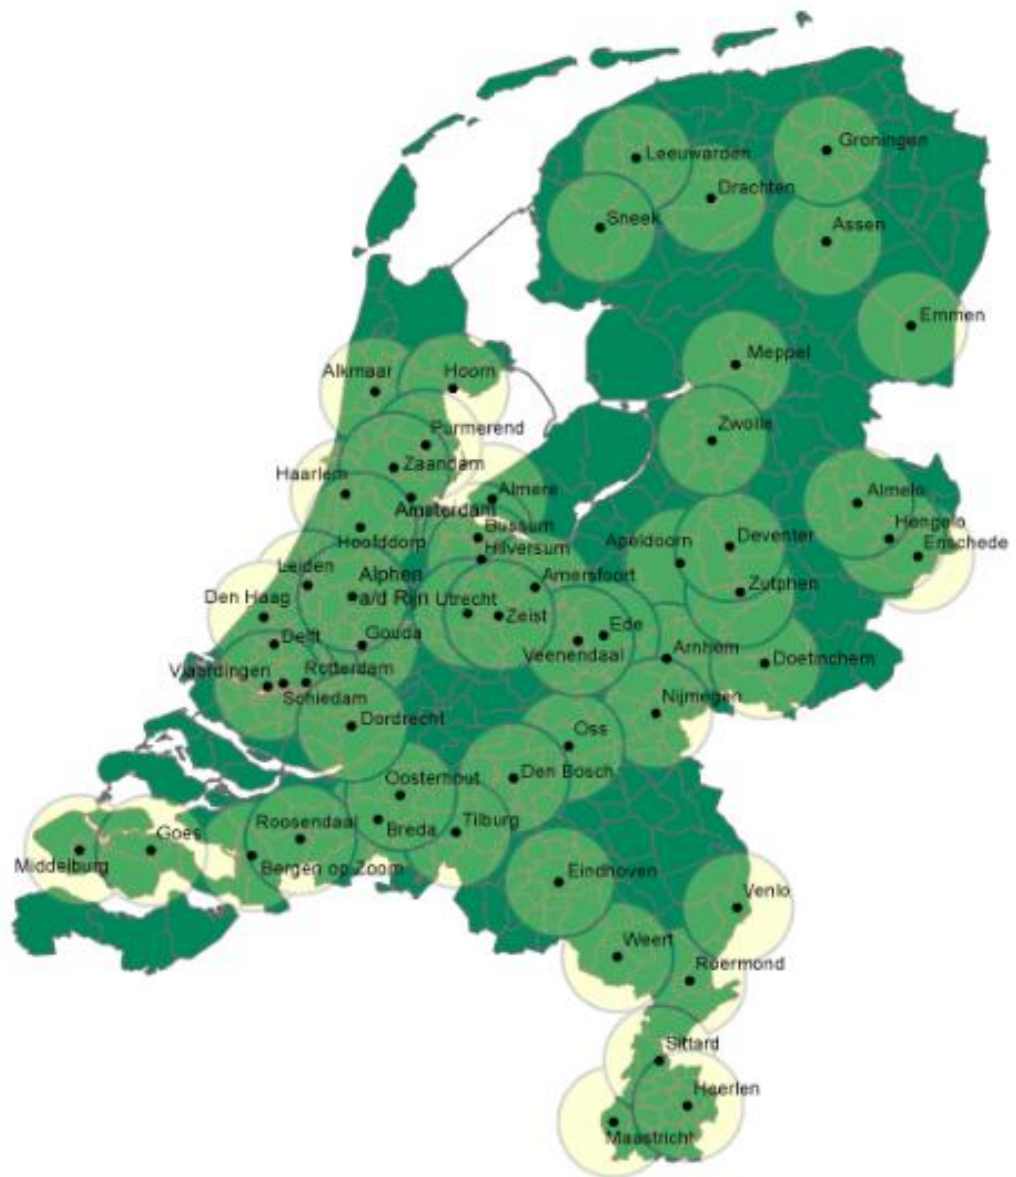 Groningen
Leeuwarden
Drachten
Sneek
Assen
Emmen
Meppel
Alkmaar
Hoorn
Purmerend
Zwolle
Zaandam
Haarlem
Almere
Almelo
Amsterdam
Bussum
Hengelo
Hoofddorp
Hilversum
Apeldoorn
Deventer
Enschede
Leiden
Alphen
a/d Rijn
Amersfoort
Zutphen
Den Haag
Utrecht
Zeist
Delft
Gouda
Ede
Veenendaal
Arnhem
Doetinchem
Vlaardingen
Rotterdam
Schiedam
Nijmegen
Dordrecht
Oss
Oosterhout
Den Bosch
Roosendaal
Breda
Tilburg
Goes
Middelburg
Bergen op Zoom
Eindhoven
Venlo
Weert
Roermond
Sittard
Heerlen
Maastricht